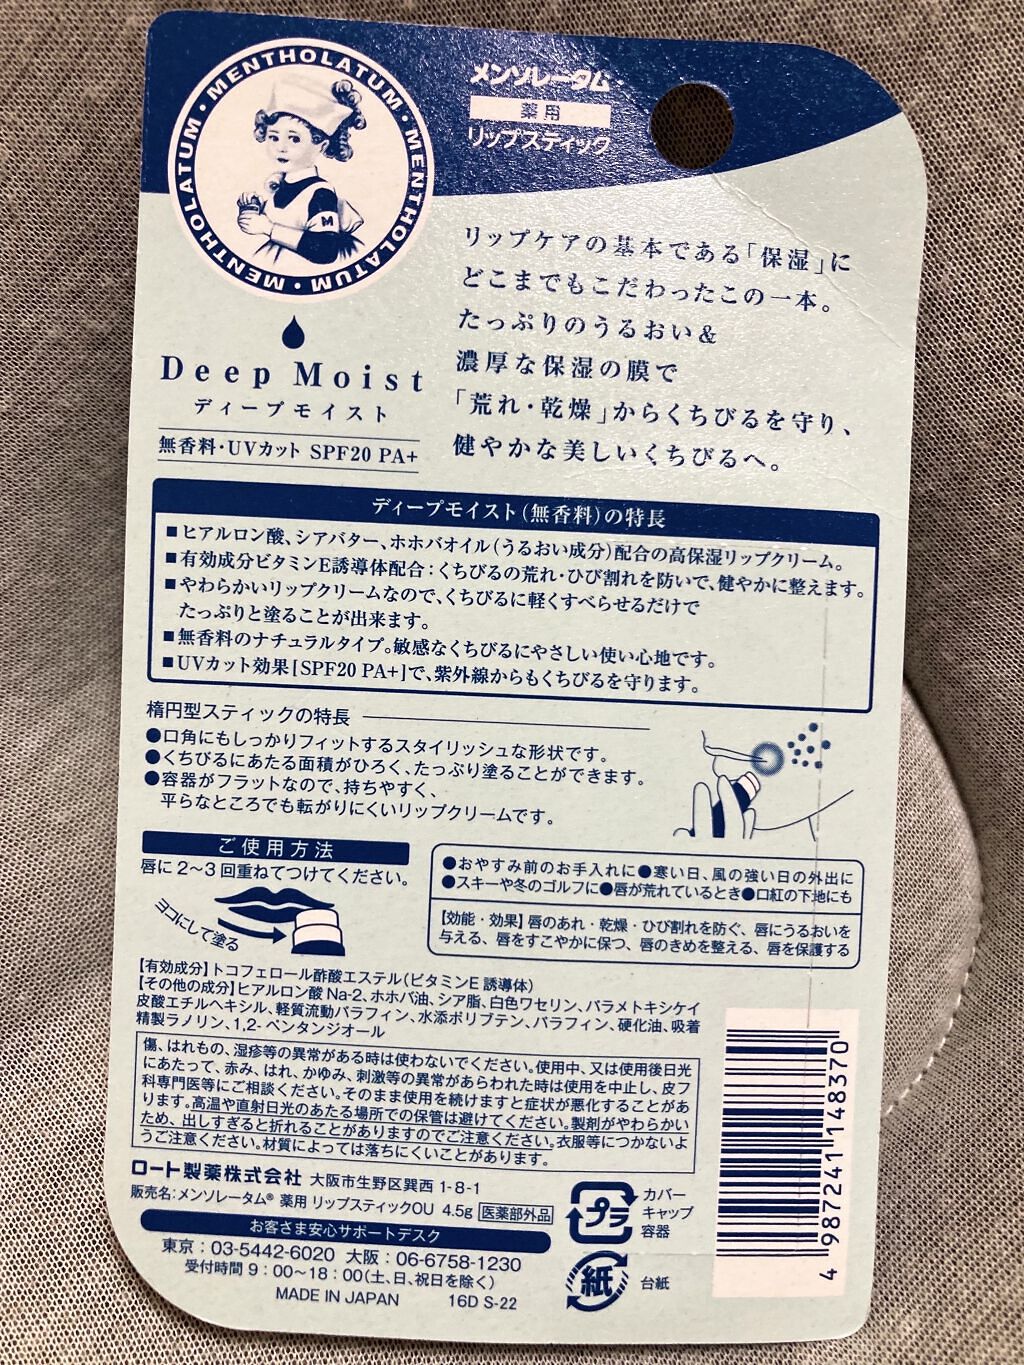 MENTHOLATUM・MENTHOLATUM・MENTHOLATUM・MENTHOLATUM・
M
メンソレータム
薬用
リップスティック
Deep Moist
ディープモイスト
無香料・UVカット SPF20 PA+
リップケアの基本である「保湿」に
どこまでもこだわったこの一本。
たっぷりのうるおい&
濃厚な保湿の膜で
「荒れ・乾燥」からくちびるを守り、
健やかな美しいくちびるへ。
ディープモイスト(無香料)の特長
■ヒアルロン酸、シアバター、ホホバオイル(うるおい成分)配合の高保湿リップクリーム。
■有効成分ビタミンE誘導体配合:くちびるの荒れ・ひび割れを防いで、健やかに整えます。
■やわらかいリップクリームなので、くちびるに軽くすべらせるだけで
たっぷりと塗ることが出来ます。
■無香料のナチュラルタイプ。敏感なくちびるにやさしい使い心地です。
■UVカット効果[SPF20 PA+]で、紫外線からもくちびるを守ります。
楕円型スティックの特長
●口角にもしっかりフィットするスタイリッシュな形状です。
●くちびるにあたる面積がひろく、たっぷり塗ることができます。
●容器がフラットなので、持ちやすく、
平らなところでも転がりにくいリップクリームです。
ご使用方法
唇に2〜3回重ねてつけてください。
ヨコにして塗る
●おやすみ前のお手入れに●寒い日、風の強い日の外出に
●スキーや冬のゴルフに●唇が荒れているとき●口紅の下地にも
【効能・効果】唇のあれ・乾燥・ひび割れを防ぐ、唇にうるおいを
与える、唇をすこやかに保つ、唇のきめを整える、唇を保護する
【有効成分】トコフェロール酢酸エステル(ビタミンE 誘導体)
【その他の成分】ヒアルロン酸Na-2、ホホバ油、シア脂、白色ワセリン、パラメトキシケイ
皮酸エチルヘキシル、軽質流動パラフィン、水添ポリブテン、パラフィン、硬化油、吸着
精製ラノリン、1,2-ペンタンジオール
傷、はれもの、湿疹等の異常がある時は使わないでください。使用中、又は使用後日光
にあたって、赤み、はれ、かゆみ、刺激等の異常があらわれた時は使用を中止し、皮フ
科専門医等にご相談ください。そのまま使用を続けますと症状が悪化することがあ
ります。高温や直射日光のあたる場所での保管は避けてください。製剤がやわらかい
ため、出しすぎると折れることがありますのでご注意ください。衣服等につかないよ
うご注意ください。材質によっては落ちにくいことがあります。
ロート製薬株式会社 大阪市生野区巽西 1-8-1
販売名:メンソレータム® 薬用 リップスティックOU 4.5g 医薬部外品
お客さま安心サポートデスク
東京:03-5442-6020 大阪:06-6758-1230
受付時間 9:00〜18:00(土、日、祝日を除く)
MADE IN JAPAN 16D S-22
プラ
カバー
キャップ
容器
紙
台紙
4 987241 148370